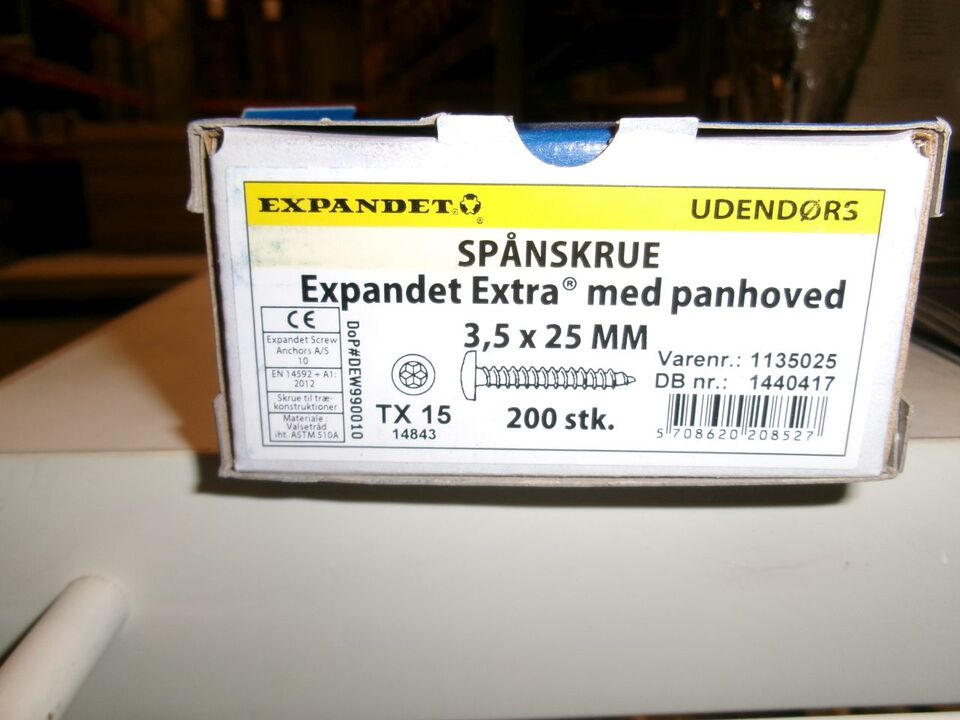 EXPANDET® UDENDØRS
SPÅNSKRUE
Expandet Extra® med panhoved
3,5 x 25 MM
CE
Expandet Screw
Anchors A/S
10
EN 14592 + A1:
2012
Skrue til træ-
konstruktioner
Materiale:
Valsetråd
iht. ASTM 510A
DoP#DEW990010
TX 15
14843
200 stk.
Varenr.: 1135025
DB nr.: 1440417
5 708620 208527